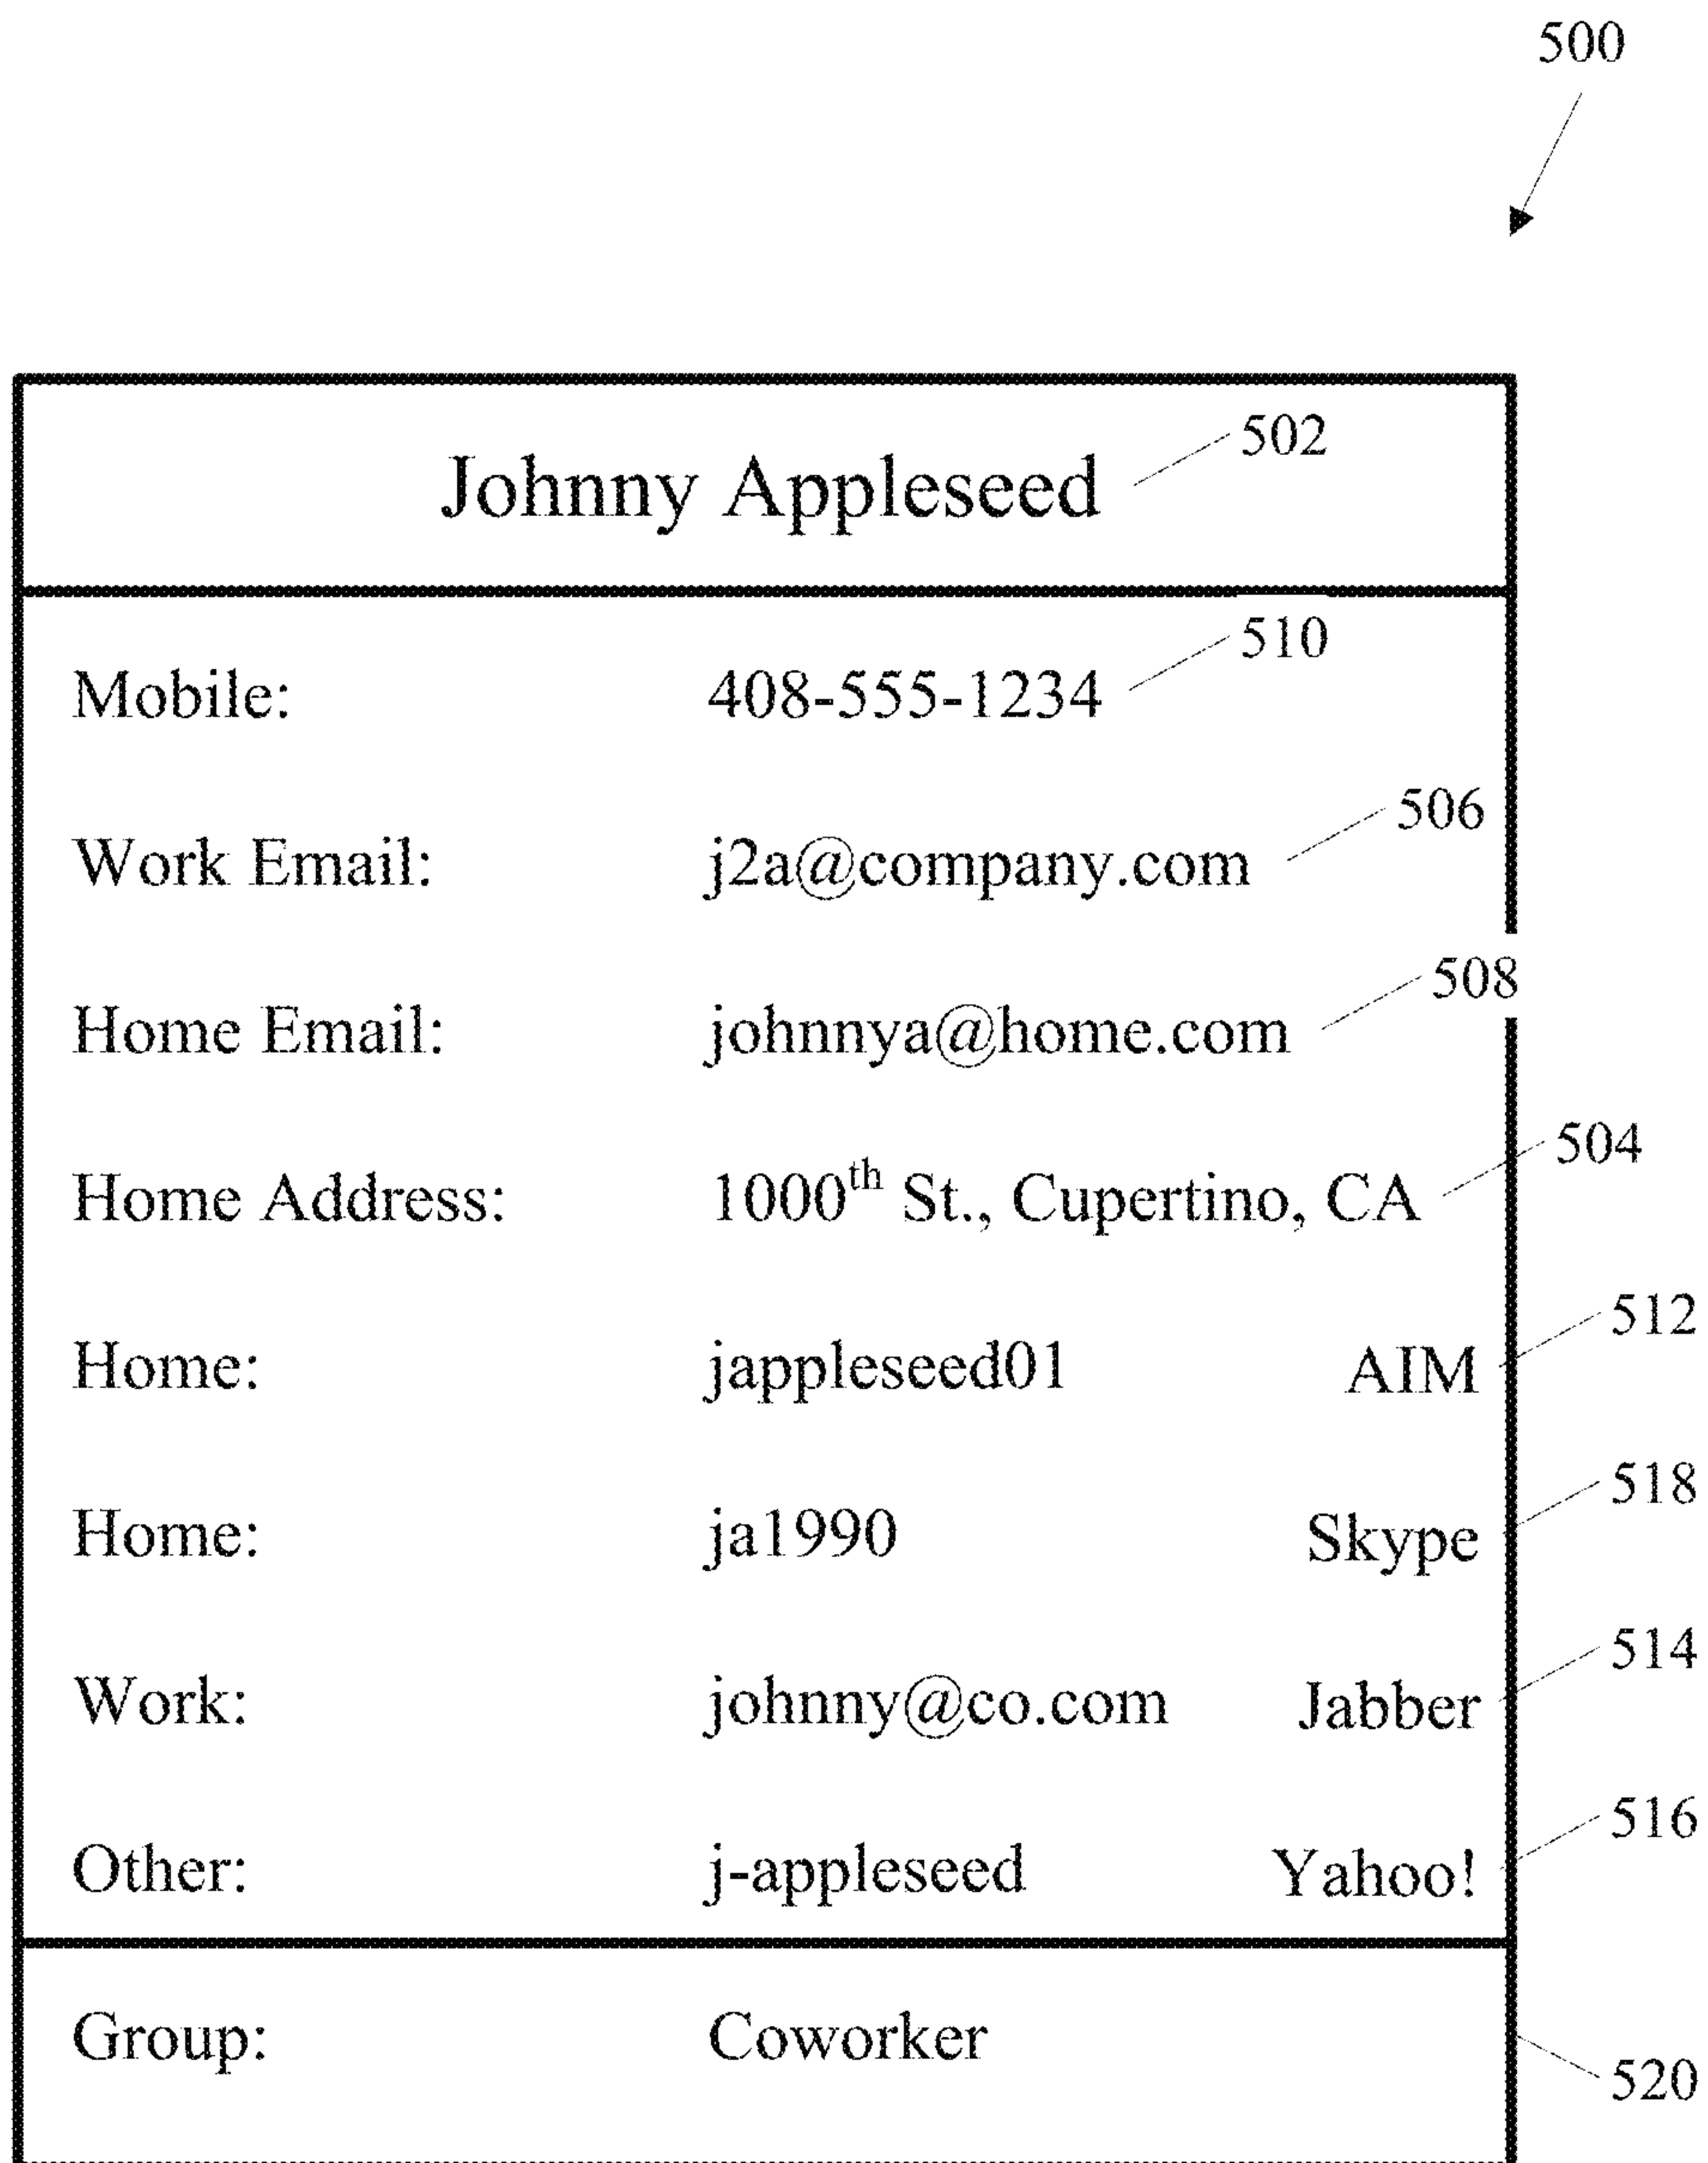 500
Johnny Appleseed 502
510
Mobile: 408-555-1234
506
Work Email: j2a@company.com
508
Home Email: johnnya@home.com
504
Home Address: 1000th St., Cupertino, CA
512
Home: jappleseed01 AIM
518
Home: ja1990 Skype
514
Work: johnny@co.com Jabber
516
Other: j-appleseed Yahoo!
Group: Coworker
520